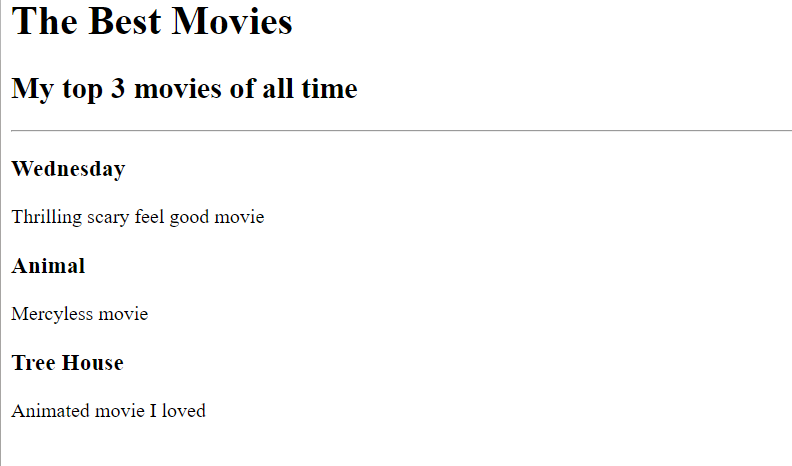 The Best Movies
My top 3 movies of all time
Wednesday
Thrilling scary feel good movie
Animal
Mercyless movie
Tree House
Animated movie I loved